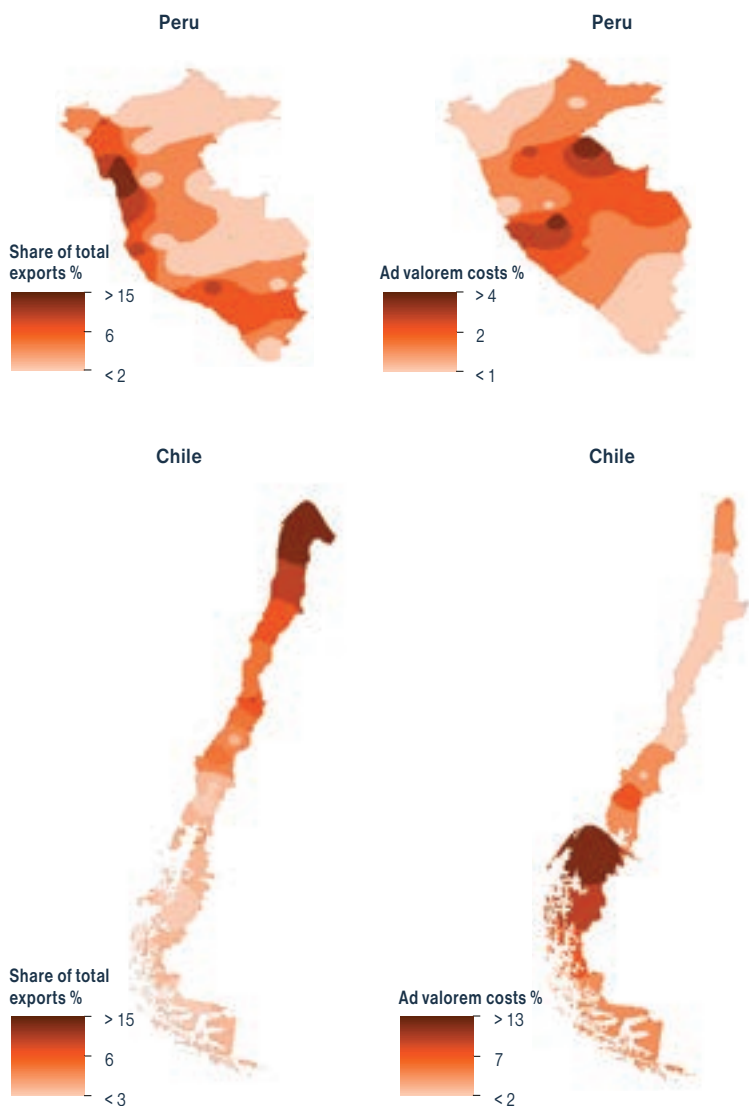 Peru
Peru
Share of total
exports %
> 15
6
< 2
Ad valorem costs %
> 4
2
< 1
Chile
Chile
Share of total
exports %
> 15
6
< 3
Ad valorem costs %
> 13
7
< 2